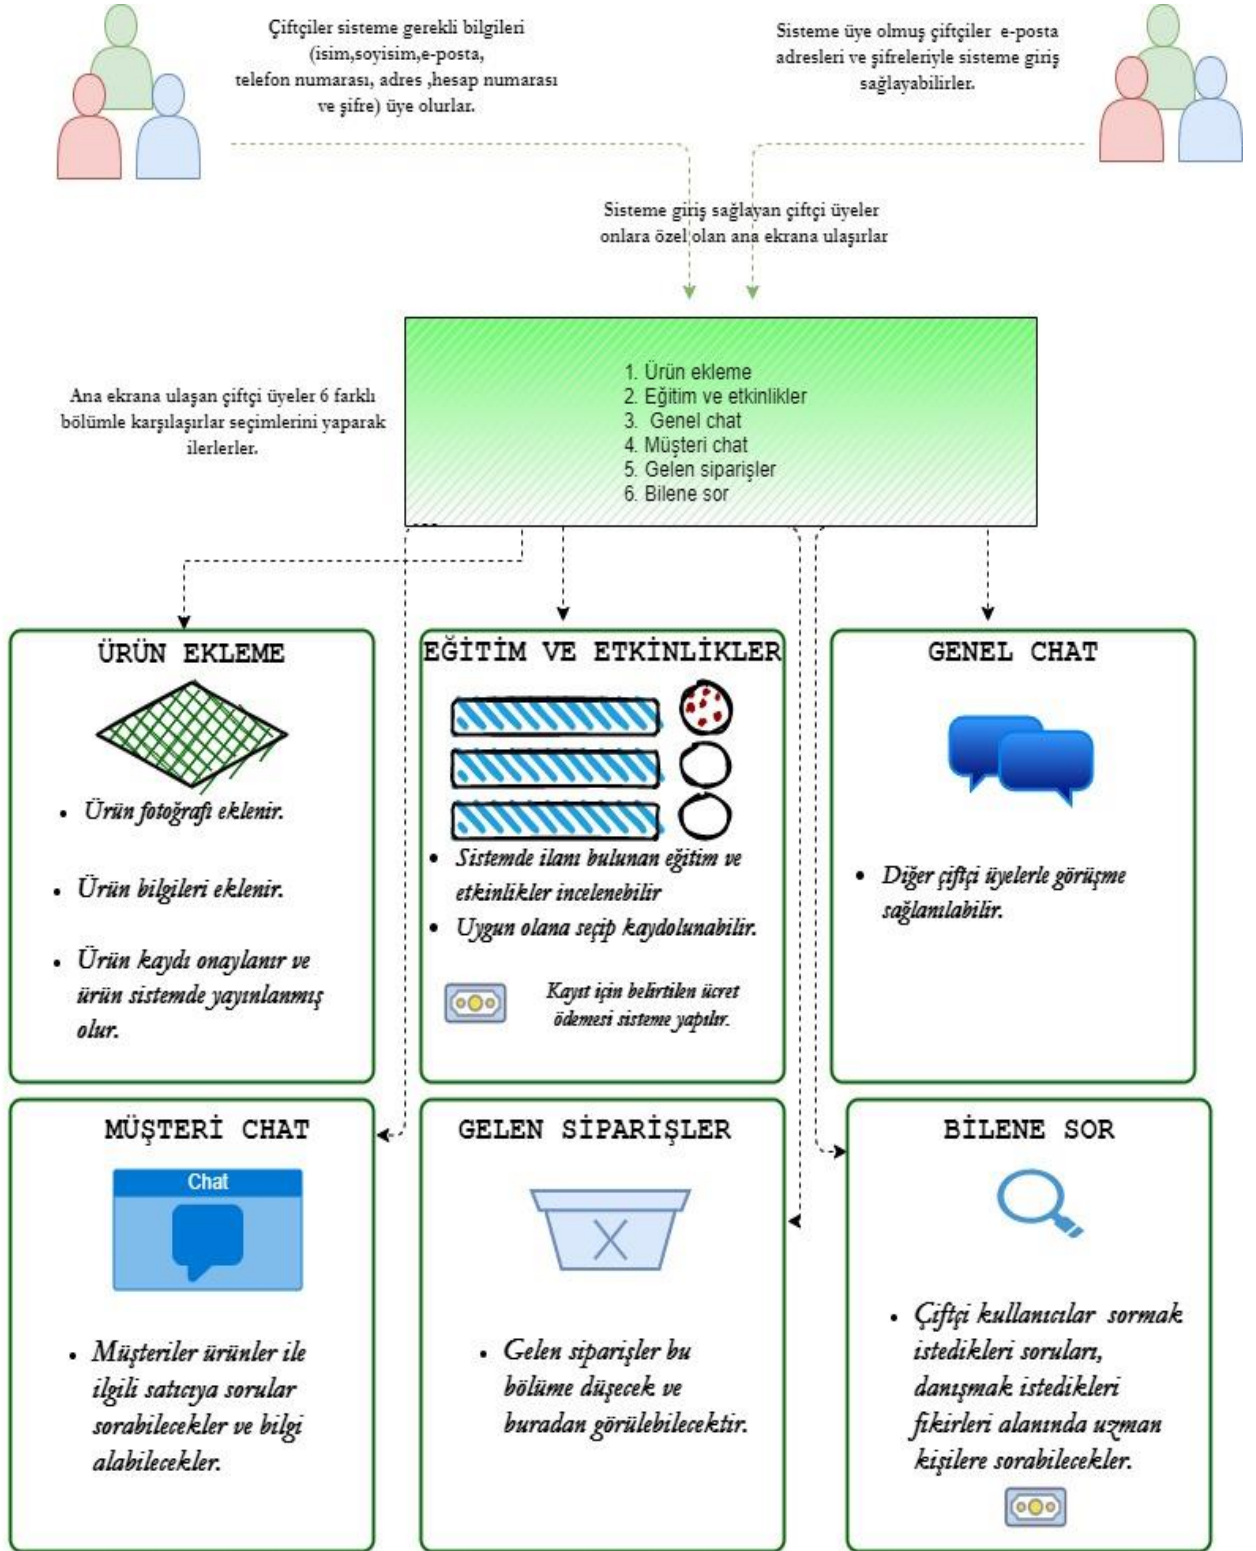 Çiftçiler sisteme gerekli bilgileri
(isim,soyisim,e-posta,
telefon numarası, adres ,hesap numarası
ve şifre) üye olurlar.
Sisteme üye olmuş çiftçiler e-posta
adresleri ve şifreleriyle sisteme giriş
sağlayabilirler.
Sisteme giriş sağlayan çiftçi üyeler
onlara özel olan ana ekrana ulaşırlar
Ana ekrana ulaşan çiftçi üyeler 6 farklı
bölümle karşılaşırlar seçimlerini yaparak
ilerlerler.
1. Ürün ekleme
2. Eğitim ve etkinlikler
3. Genel chat
4. Müşteri chat
5. Gelen siparişler
6. Bilene sor
ÜRÜN EKLEME
• Ürün fotoğrafı eklenir.
• Ürün bilgileri eklenir.
• Ürün kaydı onaylanır ve
ürün sistemde yayınlanmış
olur.
EĞİTİM VE ETKİNLİKLER
• Sistemde ilanı bulunan eğitim ve
etkinlikler incelenebilir
• Uygun olana seçip kaydolunabilir.
Kayıt için belirtilen ücret
ödemesi sisteme yapılır.
GENEL CHAT
• Diğer çiftçi üyelerle görüşme
sağlanılabilir.
MÜŞTERİ CHAT
Chat
• Müşteriler ürünler ile
ilgili satıcıya sorular
sorabilecekler ve bilgi
alabilecekler.
GELEN SİPARİŞLER
• Gelen siparişler bu
bölüme düşecek ve
buradan görülebilecektir.
BİLENE SOR
• Çiftçi kullanıcılar sormak
istedikleri soruları,
danışmak istedikleri
fikirleri alanında uzman
kişilere sorabilecekler.